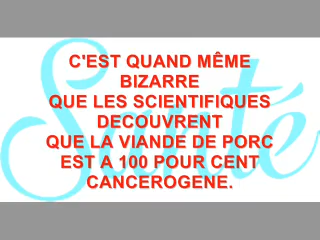 Santé
C'EST QUAND MÊME
BIZARRE
QUE LES SCIENTIFIQUES
DECOUVRENT
QUE LA VIANDE DE PORC
EST A 100 POUR CENT
CANCEROGENE.